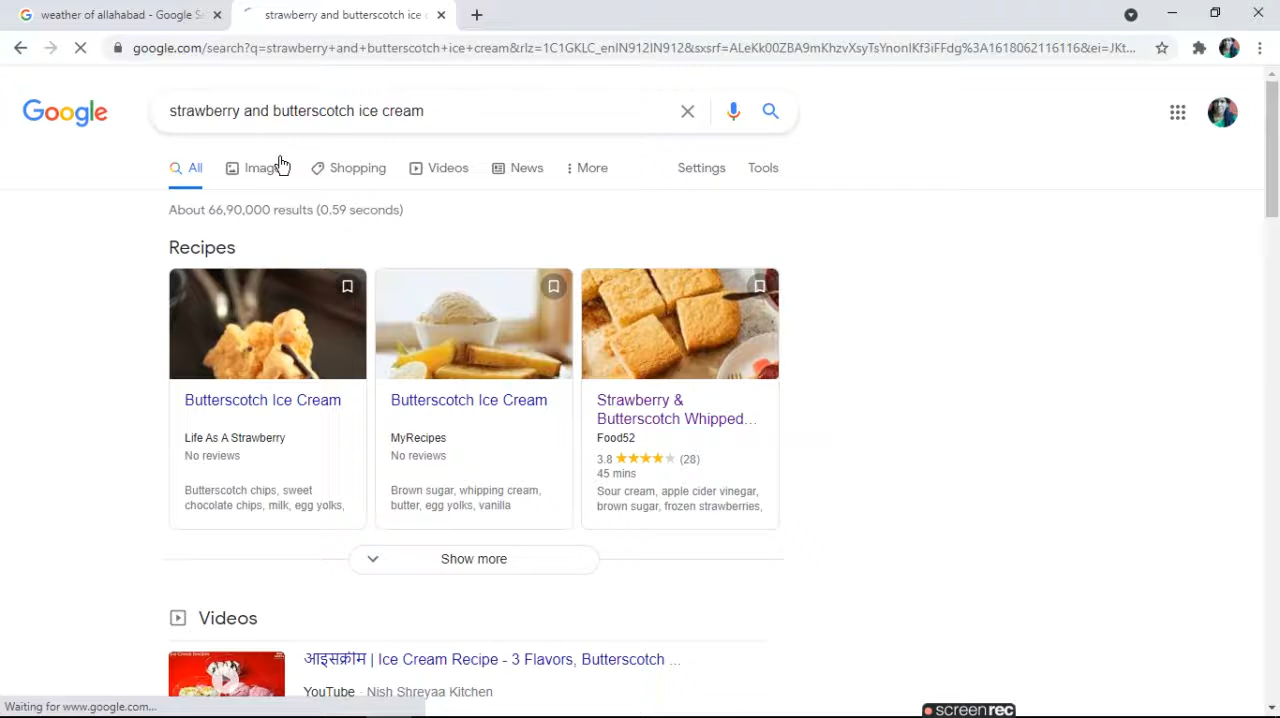 weather of allahabad - Google Se
strawberry and butterscotch ice
google.com/search?q=strawberry+and+butterscotch+ice+cream&rlz=1C1GKLC_enIN912IN912&sxsrf=ALeKk00ZBA9mKhzvXsyTsYnonIKf3iFFdg%3A1618062116116&ei=JKt...
Google
strawberry and butterscotch ice cream
All
Shopping
Videos
News
More
Settings
Tools
About 66,90,000 results (0.59 seconds)
Recipes
Butterscotch Ice Cream
Life As A Strawberry
No reviews
Butterscotch chips, sweet
chocolate chips, milk, egg yolks,
Butterscotch Ice Cream
MyRecipes
No reviews
Brown sugar, whipping cream,
butter, egg yolks, vanilla
Strawberry &
Butterscotch Whipped...
Food52
3.8 (28)
45 mins
Sour cream, apple cider vinegar,
brown sugar, frozen strawberries,
Show more
Videos
आइसक्रीम | Ice Cream Recipe - 3 Flavors, Butterscotch ...
YouTube · Nish Shreyaa Kitchen
Waiting for www.google.com...
screenrec